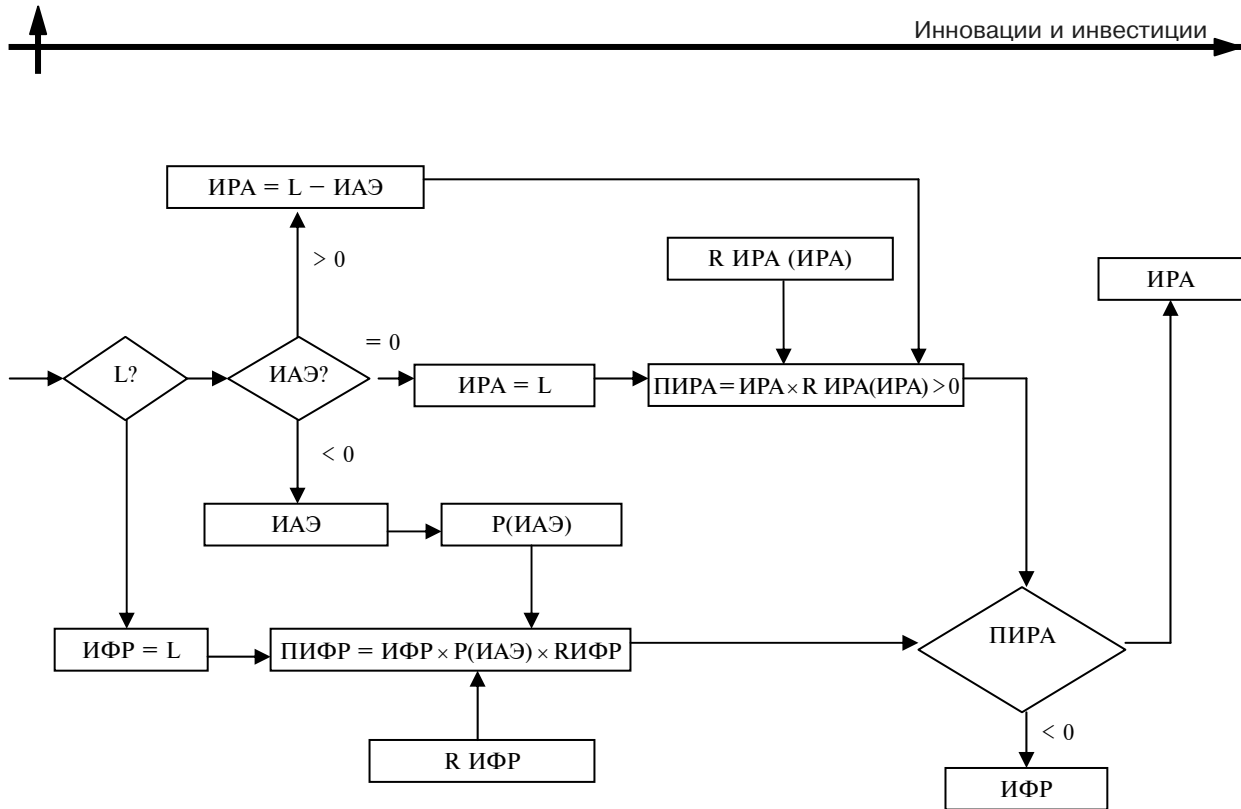 Инновации и инвестиции
ИРА = L − ИАЭ
> 0
R ИРА (ИРА)
ИРА
= 0
L?
ИАЭ?
ИРА = L
ПИРА = ИРА × R ИРА(ИРА) > 0
< 0
ИАЭ
Р(ИАЭ)
ИФР = L
ПИФР = ИФР × Р(ИАЭ) × RИФР
ПИРА
R ИФР
< 0
ИФР